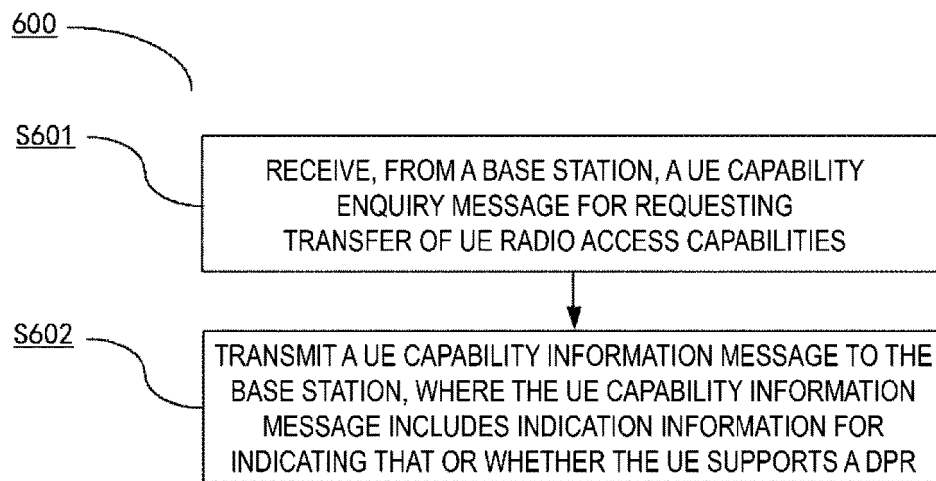 600
S601
RECEIVE, FROM A BASE STATION, A UE CAPABILITY
ENQUIRY MESSAGE FOR REQUESTING
TRANSFER OF UE RADIO ACCESS CAPABILITIES
S602
TRANSMIT A UE CAPABILITY INFORMATION MESSAGE TO THE
BASE STATION, WHERE THE UE CAPABILITY INFORMATION
MESSAGE INCLUDES INDICATION INFORMATION FOR
INDICATING THAT OR WHETHER THE UE SUPPORTS A DPR